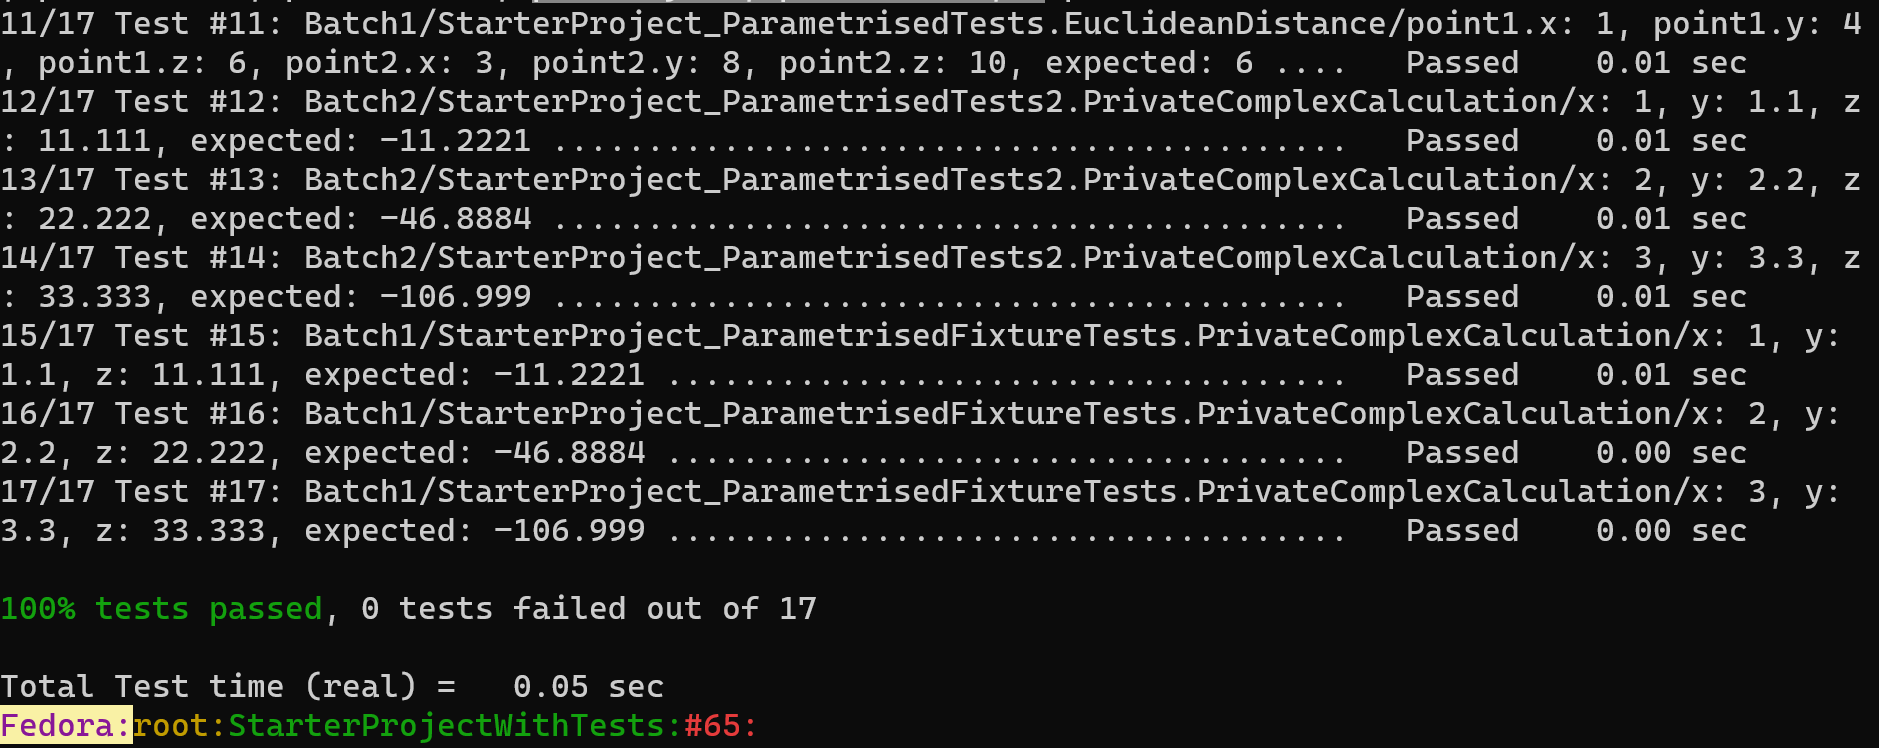 11/17 Test #11: Batch1/StarterProject_ParametrisedTests.EuclideanDistance/point1.x: 1, point1.y: 4
, point1.z: 6, point2.x: 3, point2.y: 8, point2.z: 10, expected: 6 ....   Passed    0.01 sec
12/17 Test #12: Batch2/StarterProject_ParametrisedTests2.PrivateComplexCalculation/x: 1, y: 1.1, z
: 11.111, expected: -11.2221 ..........................................   Passed    0.01 sec
13/17 Test #13: Batch2/StarterProject_ParametrisedTests2.PrivateComplexCalculation/x: 2, y: 2.2, z
: 22.222, expected: -46.8884 ..........................................   Passed    0.01 sec
14/17 Test #14: Batch2/StarterProject_ParametrisedTests2.PrivateComplexCalculation/x: 3, y: 3.3, z
: 33.333, expected: -106.999 ..........................................   Passed    0.01 sec
15/17 Test #15: Batch1/StarterProject_ParametrisedFixtureTests.PrivateComplexCalculation/x: 1, y:
1.1, z: 11.111, expected: -11.2221 ....................................   Passed    0.01 sec
16/17 Test #16: Batch1/StarterProject_ParametrisedFixtureTests.PrivateComplexCalculation/x: 2, y:
2.2, z: 22.222, expected: -46.8884 ....................................   Passed    0.00 sec
17/17 Test #17: Batch1/StarterProject_ParametrisedFixtureTests.PrivateComplexCalculation/x: 3, y:
3.3, z: 33.333, expected: -106.999 ....................................   Passed    0.00 sec
100% tests passed, 0 tests failed out of 17
Total Test time (real) =   0.05 sec
Fedora:root:StarterProjectWithTests:#65: